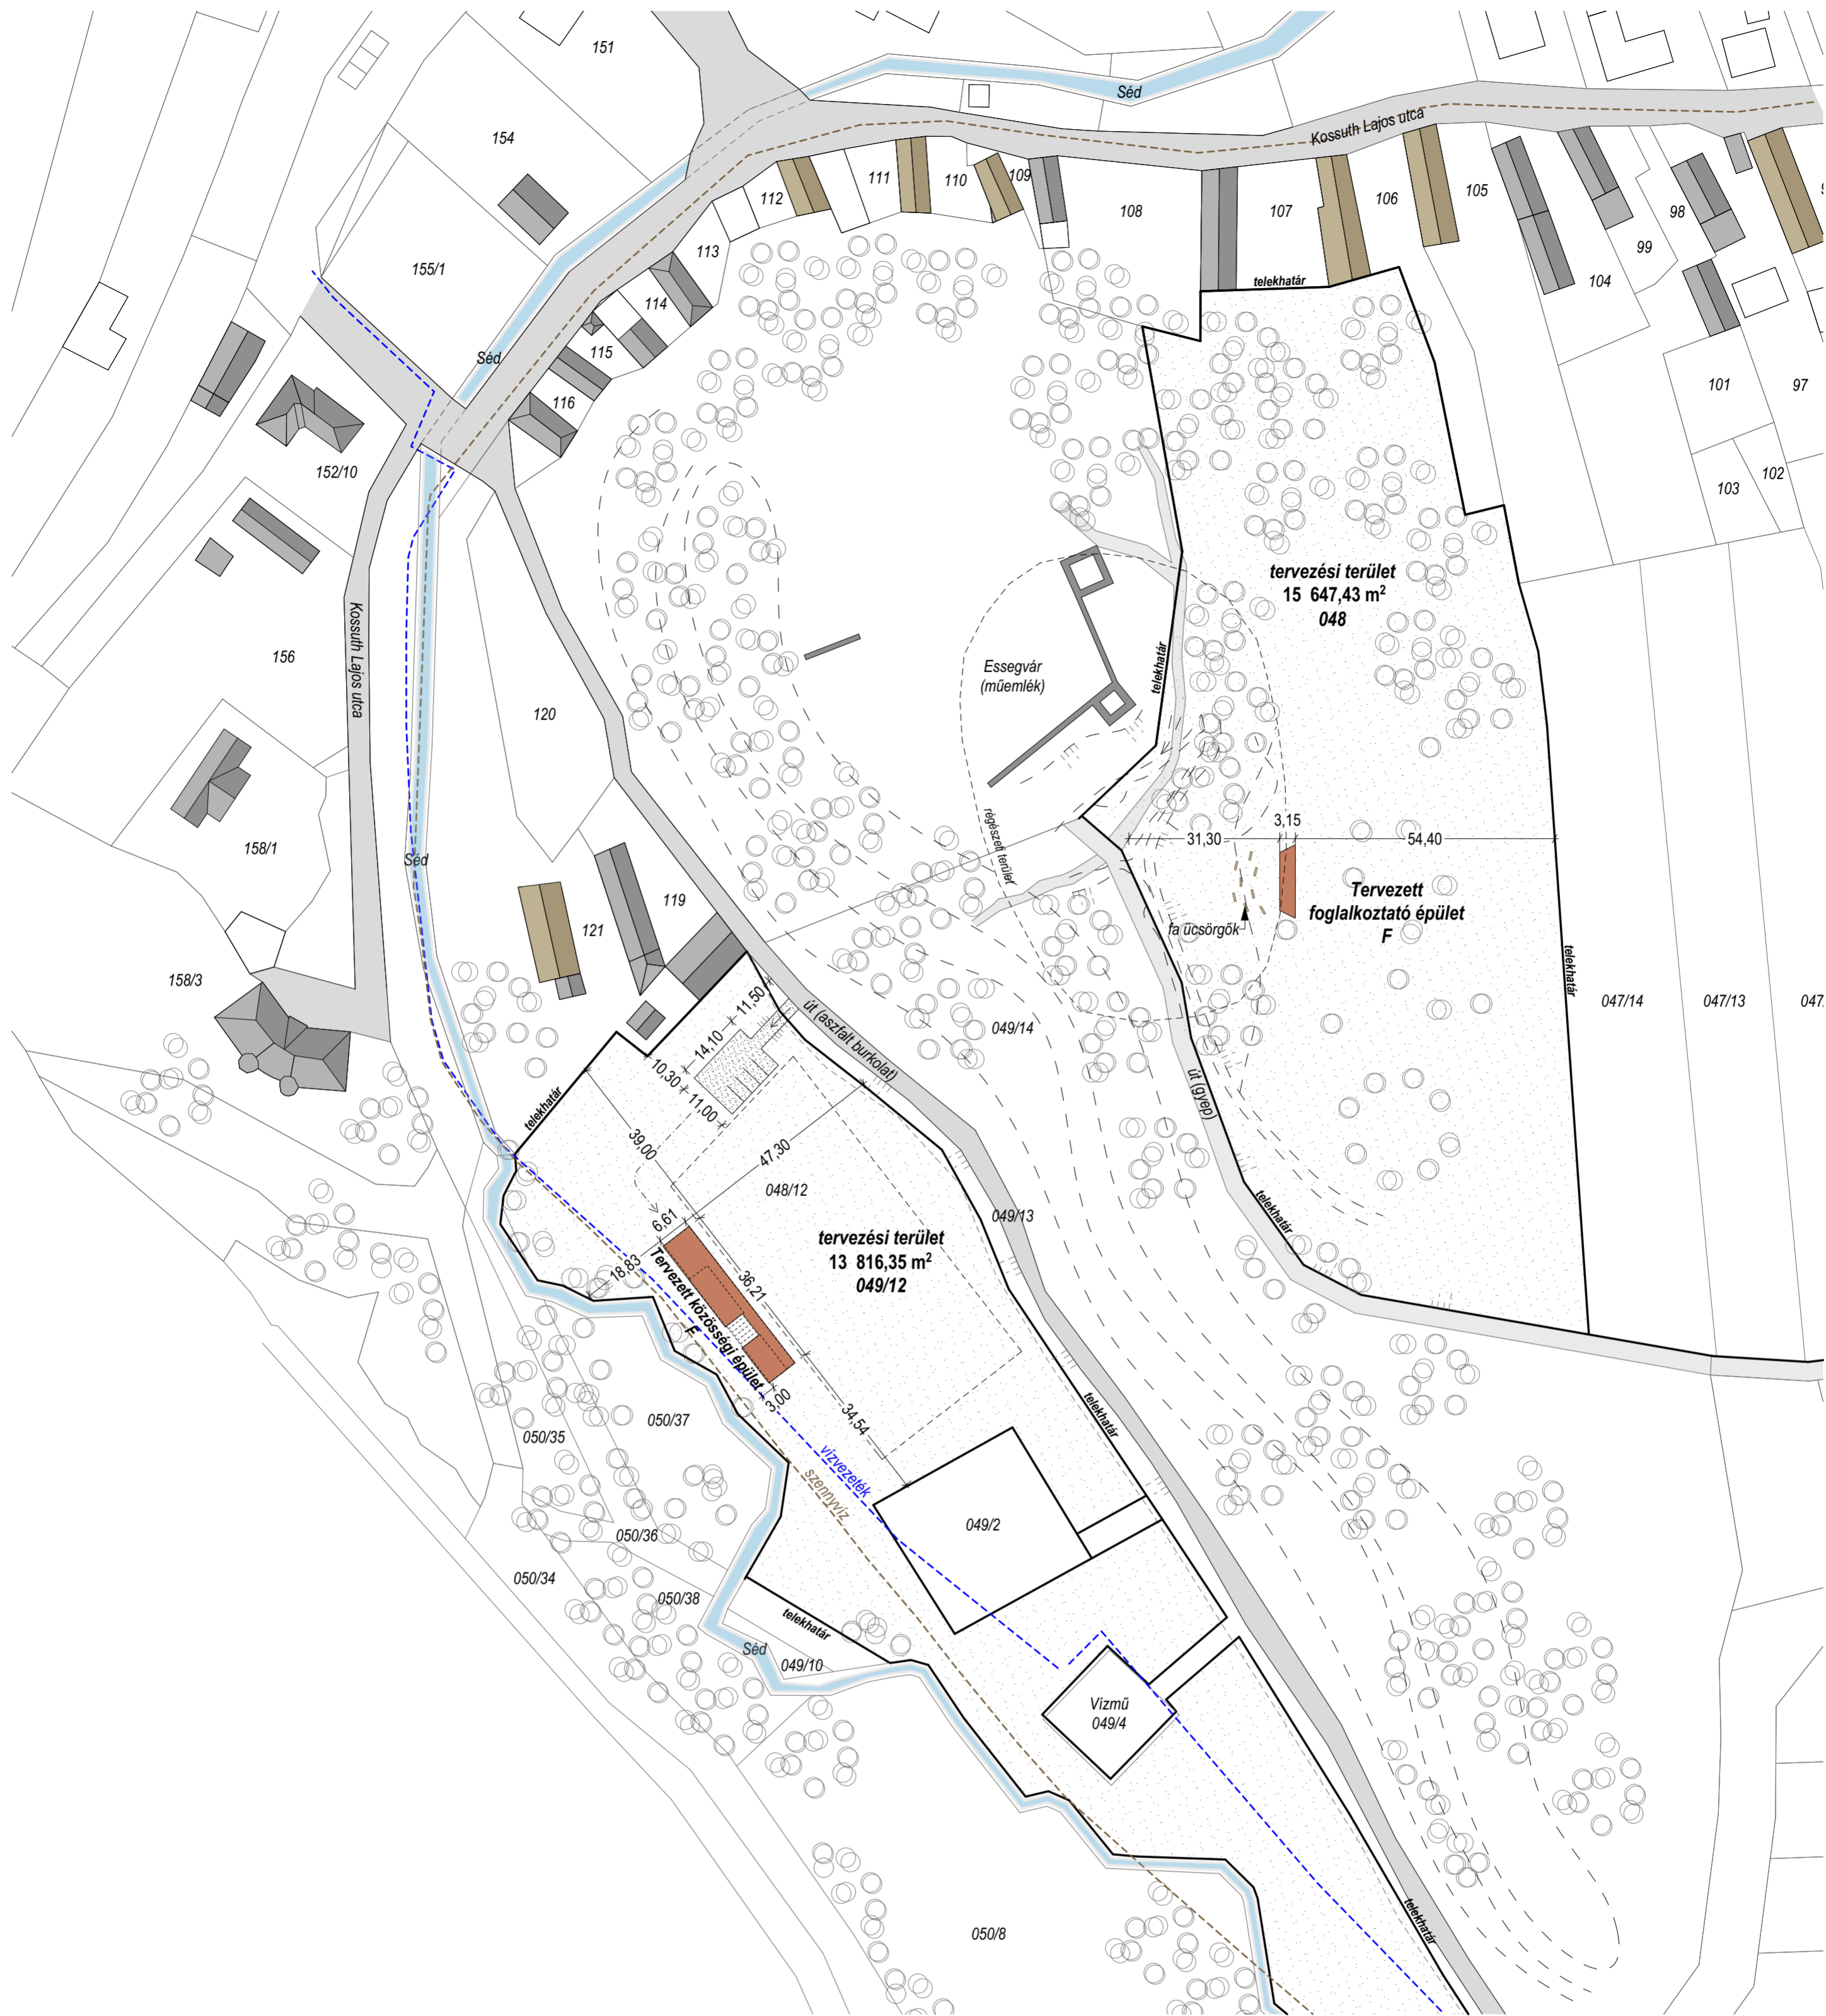 151
Séd
Kossuth Lajos utca
154
112
111
110
109
108
107
106
105
98
99
104
113
155/1
telekhatár
114
115
Séd
116
101
97
102
103
152/10
tervezési terület
15 647,43 m²
048
Kossuth Lajos utca
156
Essegvár
(műemlék)
telekhatár
120
régészeti terület
31,30
3,15
54,40
158/1
Séd
Tervezett
foglalkoztató épület
F
fa ücsörgők
119
121
telekhatár
158/3
047/14
047/13
047/
11,50
út (aszfalt burkolat)
049/14
14,10
10,30
11,00
út (gyep)
telekhatár
39,00
47,30
048/12
telekhatár
049/13
6,61
tervezési terület
13 816,35 m²
049/12
18,83
36,21
Tervezett közösségi épület
F
3,00
34,54
telekhatár
050/37
050/35
vízvezeték
szennyvíz
049/2
050/36
050/34
050/38
telekhatár
Séd
049/10
Vízmű
049/4
telekhatár
050/8